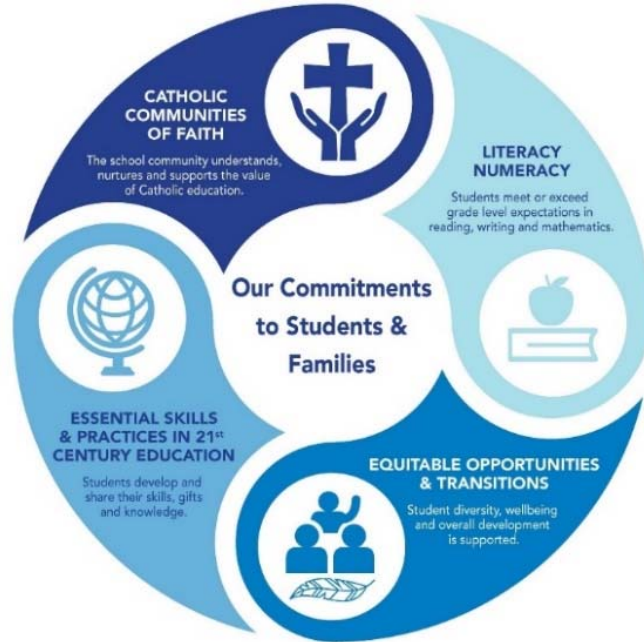 CATHOLIC
COMMUNITIES
OF FAITH
The school community understands,
nurtures and supports the value
of Catholic education.
LITERACY
NUMERACY
Students meet or exceed
grade level expectations in
reading, writing and mathematics.
Our Commitments
to Students &
Families
ESSENTIAL SKILLS
& PRACTICES IN 21st
CENTURY EDUCATION
Students develop and
share their skills, gifts
and knowledge.
EQUITABLE OPPORTUNITIES
& TRANSITIONS
Student diversity, wellbeing
and overall development
is supported.